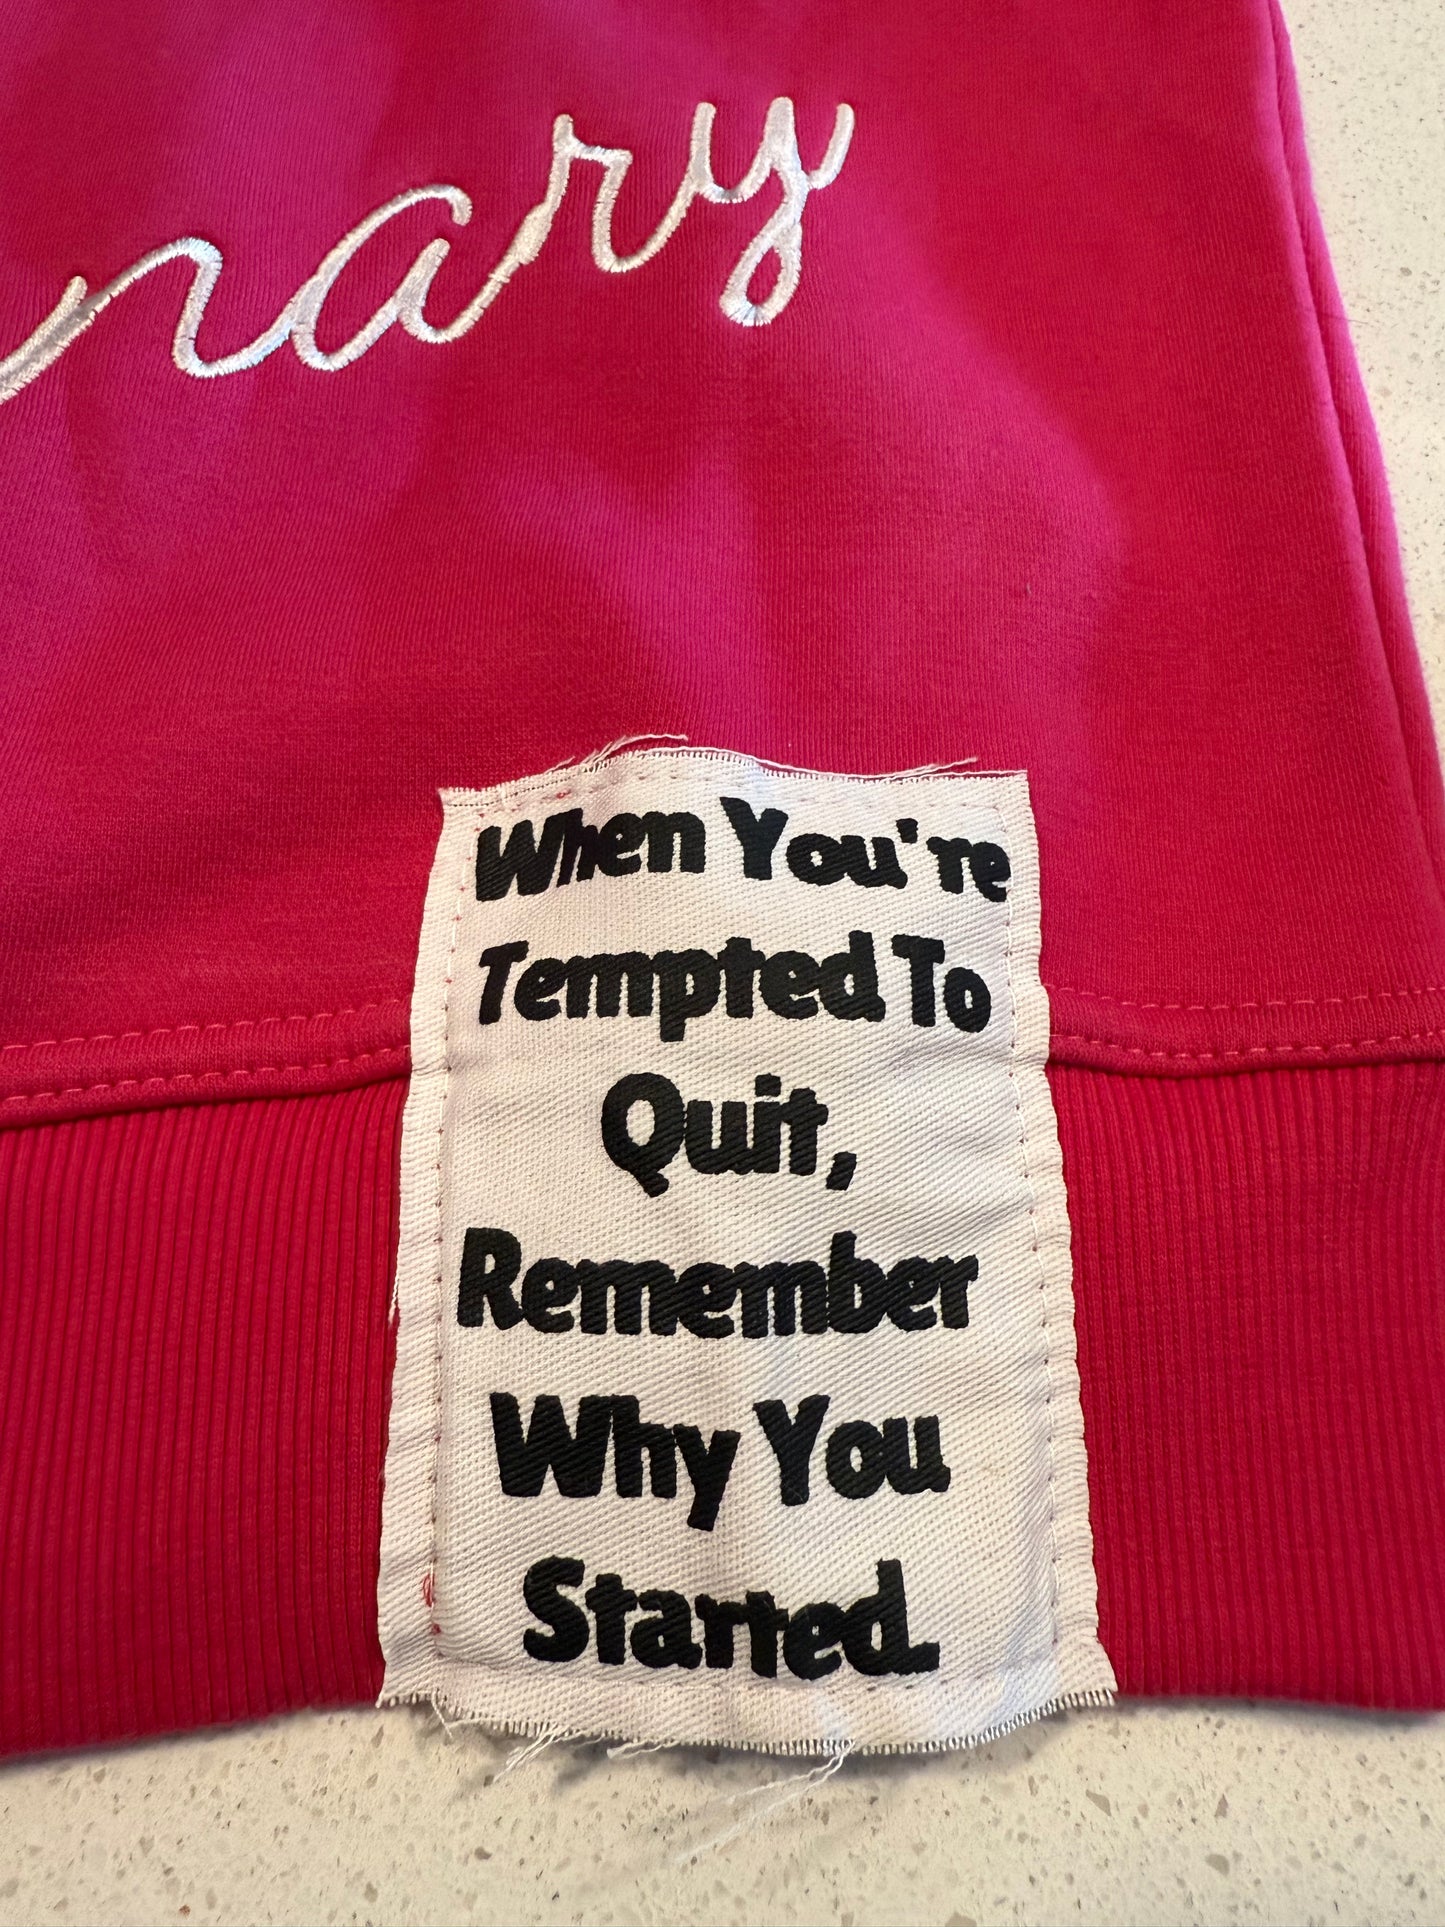 nary
When You're
Tempted To
Quit,
Remember
Why You
Started.